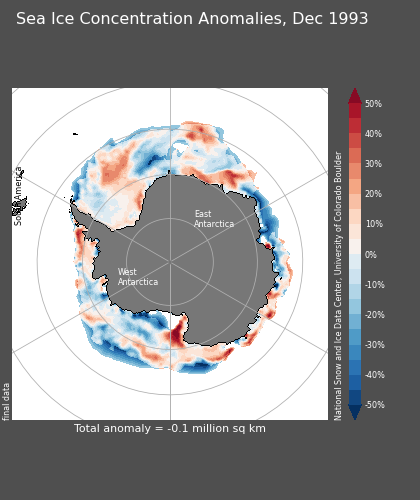 Sea Ice Concentration Anomalies, Dec 1993
South America
East
Antarctica
West
Antarctica
50%
40%
30%
20%
10%
0%
-10%
-20%
-30%
-40%
-50%
National Snow and Ice Data Center, University of Colorado Boulder
final data
Total anomaly = -0.1 million sq km